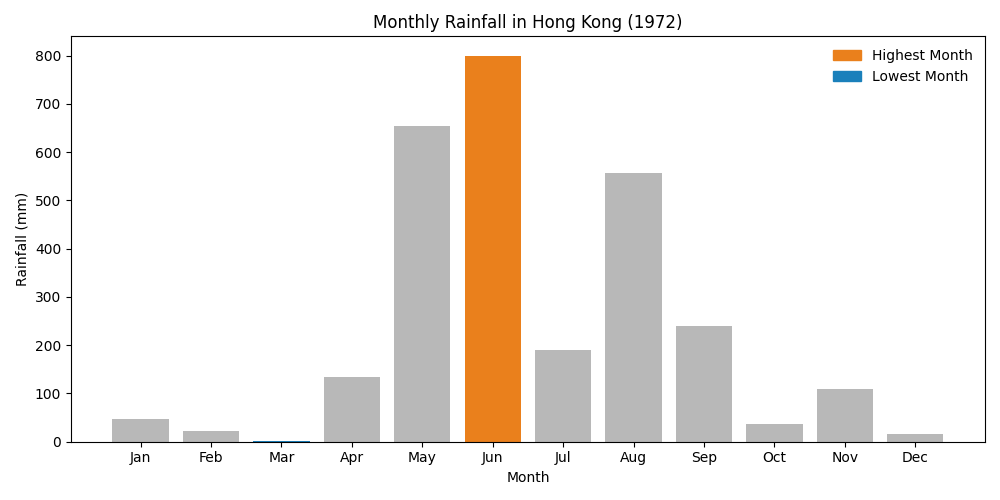 Monthly Rainfall in Hong Kong (1972)
Highest Month
Lowest Month
Rainfall (mm)
800
700
600
500
400
300
200
100
0
Jan Feb Mar Apr May Jun Jul Aug Sep Oct Nov Dec
Month